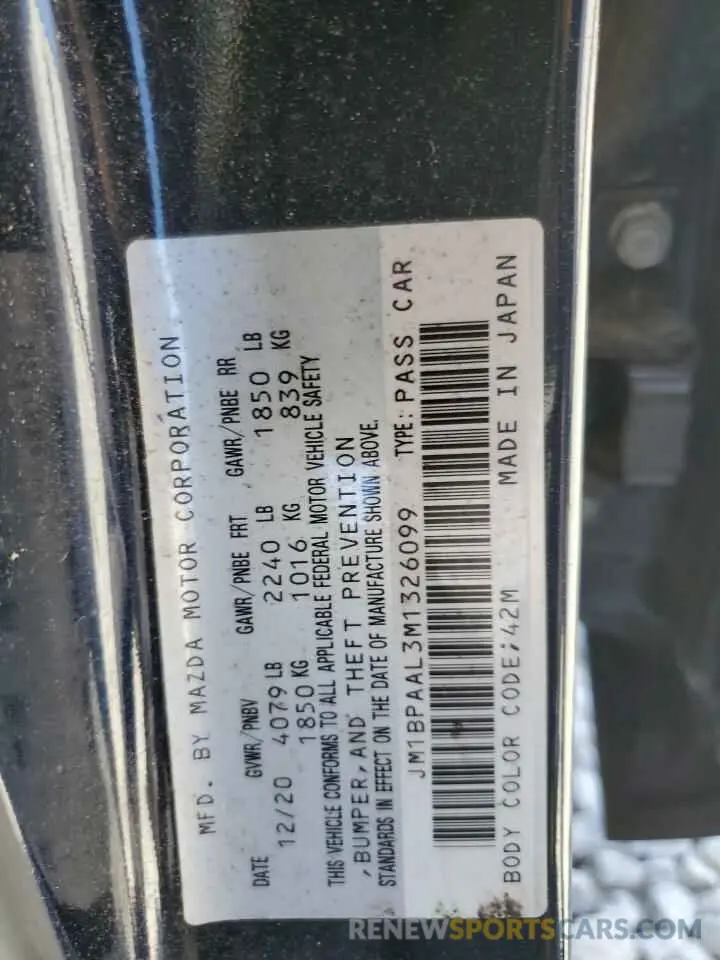 MFD. BY MAZDA MOTOR CORPORATION
DATE GVWR/PNBV GAWR/PNBE FRT GAWR/PNBE RR
12/20 4079 LB 2240 LB 1850 LB
1850 KG 1016 KG 839 KG
THIS VEHICLE CONFORMS TO ALL APPLICABLE FEDERAL MOTOR VEHICLE SAFETY
,BUMPER,AND THEFT PREVENTION
STANDARDS IN EFFECT ON THE DATE OF MANUFACTURE SHOWN ABOVE.
JM1BPAAL3M1326099 TYPE: PASS CAR
BODY COLOR CODE:42M MADE IN JAPAN
RENEWSPORTSCARS.COM